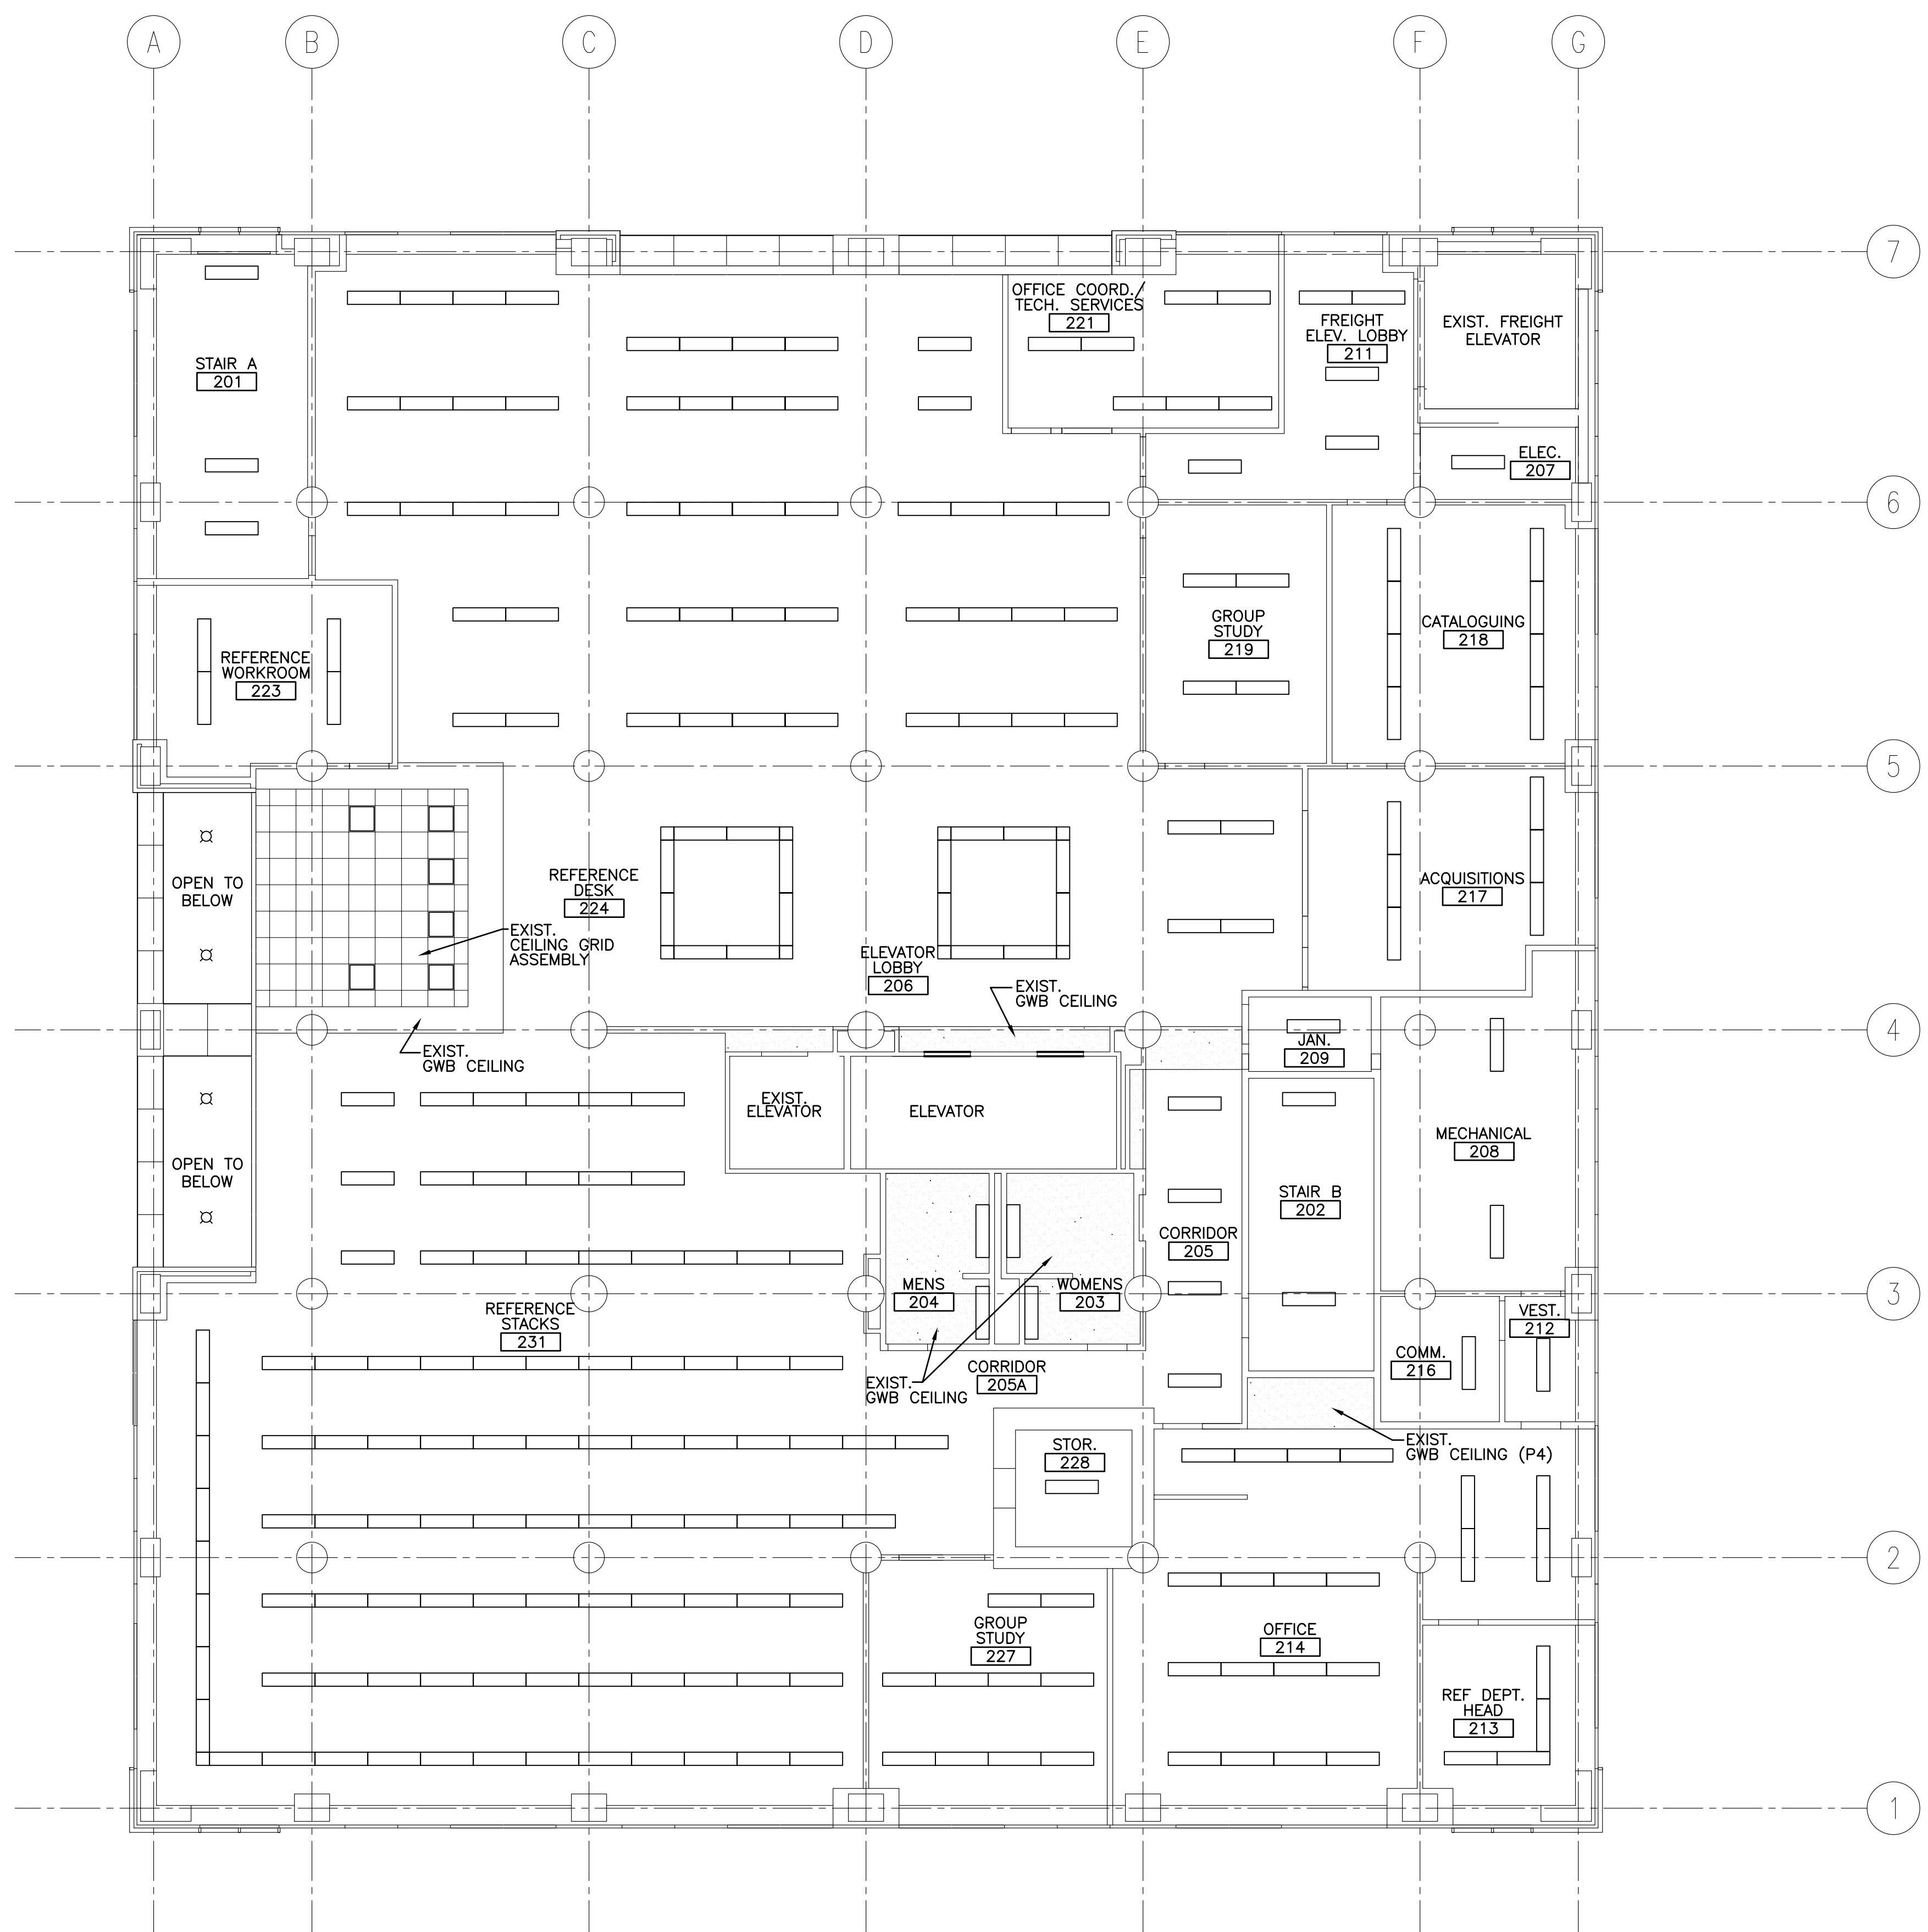 A
B
C
D
E
F
G
7
OFFICE COORD./
TECH. SERVICES
221
FREIGHT
ELEV. LOBBY
211
EXIST. FREIGHT
ELEVATOR
STAIR A
201
ELEC.
207
6
GROUP
STUDY
219
CATALOGUING
218
REFERENCE
WORKROOM
223
5
OPEN TO
BELOW
REFERENCE
DESK
224
ACQUISITIONS
217
EXIST.
CEILING GRID
ASSEMBLY
ELEVATOR
LOBBY
206
EXIST.
GWB CEILING
4
JAN.
209
EXIST.
GWB CEILING
EXIST.
ELEVATOR
ELEVATOR
MECHANICAL
208
OPEN TO
BELOW
STAIR B
202
CORRIDOR
205
MENS
204
WOMENS
203
3
REFERENCE
STACKS
231
VEST.
212
COMM.
216
CORRIDOR
205A
EXIST.
GWB CEILING
STOR.
228
EXIST.
GWB CEILING (P4)
2
GROUP
STUDY
227
OFFICE
214
REF DEPT.
HEAD
213
1